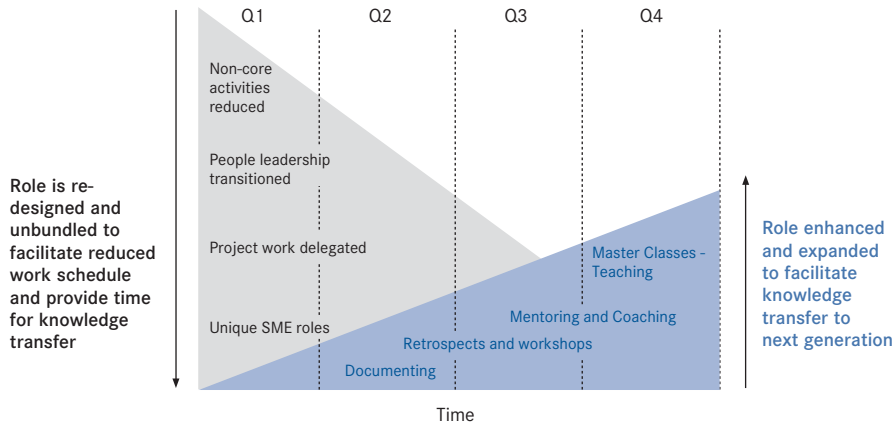 Q1
Q2
Q3
Q4
Role is re-
designed and
unbundled to
facilitate reduced
work schedule
and provide time
for knowledge
transfer
Non-core
activities
reduced
People leadership
transitioned
Project work delegated
Unique SME roles
Master Classes -
Teaching
Mentoring and Coaching
Retrospects and workshops
Documenting
Role enhanced
and expanded
to facilitate
knowledge
transfer to
next generation
Time